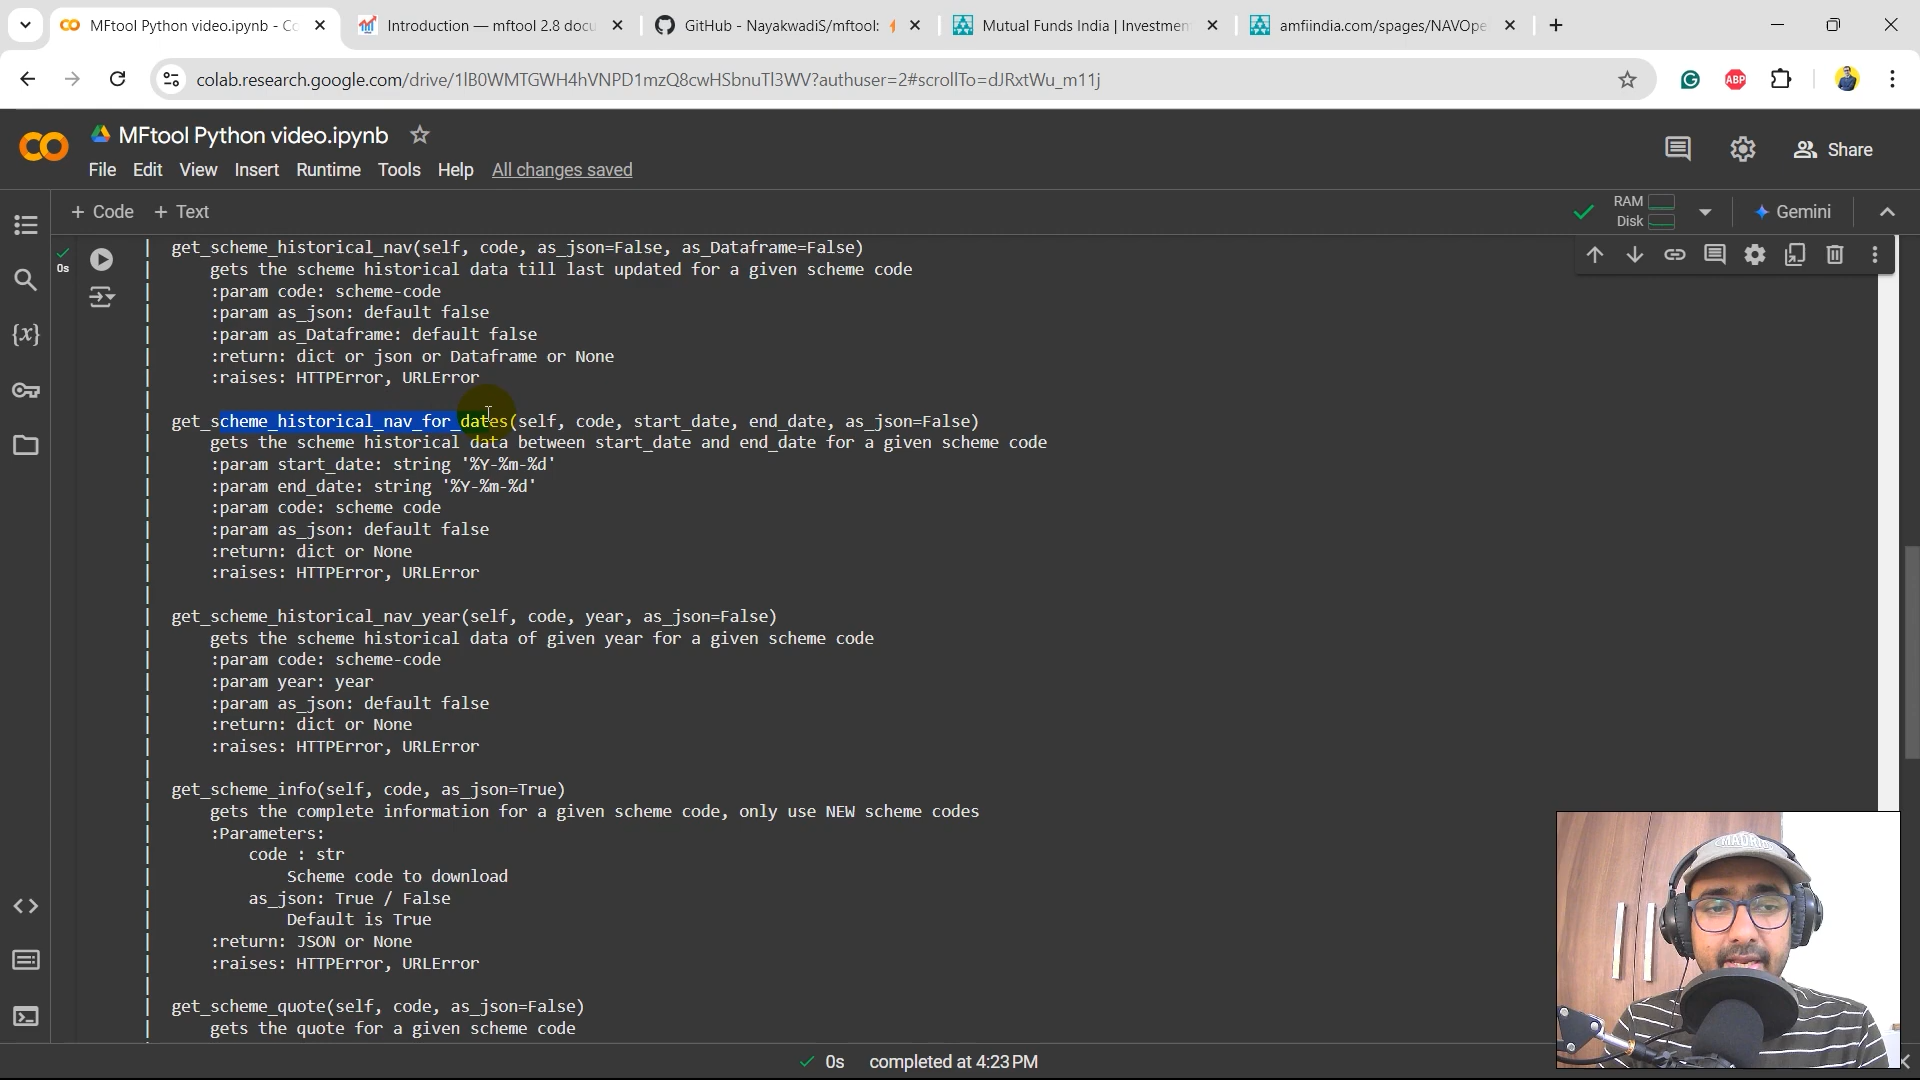 MFtool Python video.ipynb - Co
Introduction — mftool 2.8 docu
GitHub - NayakwadiS/mftool:
Mutual Funds India | Investmen
amfiindia.com/spages/NAVOpe
colab.research.google.com/drive/1lB0WMTGWH4hVNPD1mzQ8cwHSbnuTl3WV?authuser=2#scrollTo=dJRxtWu_m11j
ABP
MFtool Python video.ipynb
Share
File Edit View Insert Runtime Tools Help All changes saved
+ Code + Text
RAM
Disk
Gemini
0s
get_scheme_historical_nav(self, code, as_json=False, as_Dataframe=False)
gets the scheme historical data till last updated for a given scheme code
:param code: scheme-code
:param as_json: default false
:param as_Dataframe: default false
:return: dict or json or Dataframe or None
:raises: HTTPError, URLError
get_scheme_historical_nav_for_dates(self, code, start_date, end_date, as_json=False)
gets the scheme historical data between start_date and end_date for a given scheme code
:param start_date: string '%Y-%m-%d'
:param end_date: string '%Y-%m-%d'
:param code: scheme code
:param as_json: default false
:return: dict or None
:raises: HTTPError, URLError
get_scheme_historical_nav_year(self, code, year, as_json=False)
gets the scheme historical data of given year for a given scheme code
:param code: scheme-code
:param year: year
:param as_json: default false
:return: dict or None
:raises: HTTPError, URLError
get_scheme_info(self, code, as_json=True)
gets the complete information for a given scheme code, only use NEW scheme codes
:Parameters:
code : str
Scheme code to download
as_json: True / False
Default is True
:return: JSON or None
:raises: HTTPError, URLError
get_scheme_quote(self, code, as_json=False)
gets the quote for a given scheme code
MADRID
0s completed at 4:23 PM